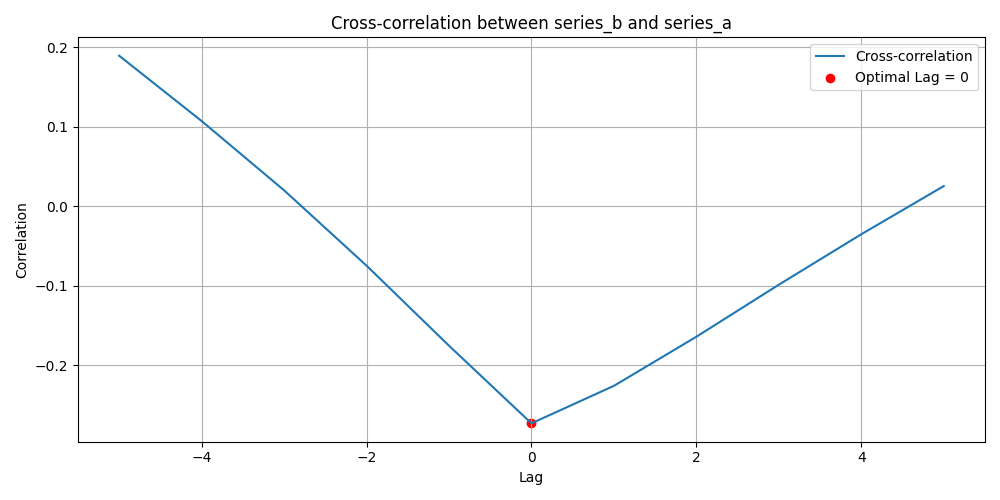 Cross-correlation between series_b and series_a
Cross-correlation
Optimal Lag = 0
0.2
0.1
0.0
−0.1
−0.2
Correlation
−4
−2
0
2
4
Lag